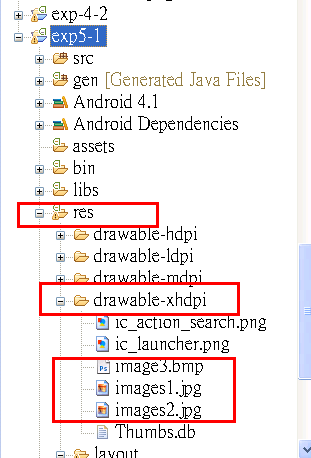 exp-4-2
exp5-1
src
gen [Generated Java Files]
Android 4.1
Android Dependencies
assets
bin
libs
res
drawable-hdpi
drawable-ldpi
drawable-mdpi
drawable-xhdpi
ic_action_search.png
ic_launcher.png
image3.bmp
images1.jpg
images2.jpg
Thumbs.db
layout